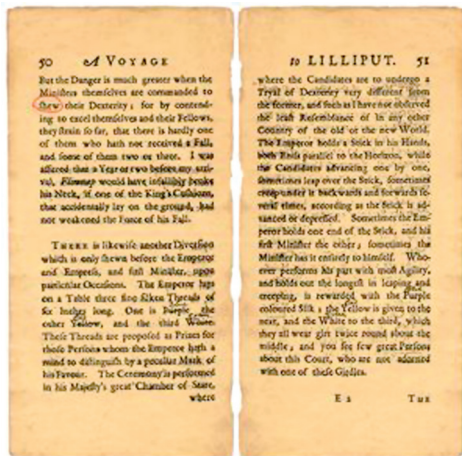 50 A VOYAGE
But the Danger is much greater when the
Miniſters themſelves are commanded to
ſhew their Dexterity; for by contend-
ing to excel themſelves and their Fellows,
they ſtrain ſo far, that there is hardly one
of them who hath not received a Fall,
and ſome of them two or three. I was
aſſured that a Year or two before my arri-
val, Flimnap would have infallibly broke
his Neck, if one of the King's Cuſhions,
that accidentally lay on the ground, had
not weakened the Force of his Fall.
THERE is likewiſe another Diverſion
which is only ſhewn before the Emperor
and Empreſs, and firſt Miniſter, upon
particular Occaſions. The Emperor lays
on a Table three fine ſilken Threads of
ſix Inches long. One is Purple, the
other Yellow, and the third White.
Theſe Threads are propoſed as Prizes for
thoſe Perſons whom the Emperor hath a
mind to diſtinguiſh by a peculiar Mark of
his Favour. The Ceremony is performed
in his Majeſty's great Chamber of State,
where
to LILLIPUT. 51
where the Candidates are to undergo a
Tryal of Dexterity very different from
the former, and ſuch as I have not obſerved
the leaſt Reſemblance of in any other
Country of the old or the new World.
The Emperor holds a Stick in his Hands,
both Ends parallel to the Horizon, while
the Candidates advancing one by one,
ſometimes leap over the Stick, ſometimes
creep under it backwards and forwards ſe-
veral times, according as the Stick is ad-
vanced or depreſſed. Sometimes the Em-
peror holds one end of the Stick, and his
firſt Miniſter the other; ſometimes the
Miniſter has it entirely to himſelf. Who-
ever performs his part with moſt Agility,
and holds out the longeſt in leaping and
creeping, is rewarded with the Purple
coloured Silk; the Yellow is given to the
next, and the White to the third, which
they all wear girt twice round about the
middle; and you ſee few great Perſons
about this Court, who are not adorned
with one of theſe Girdles.
E 2 THE